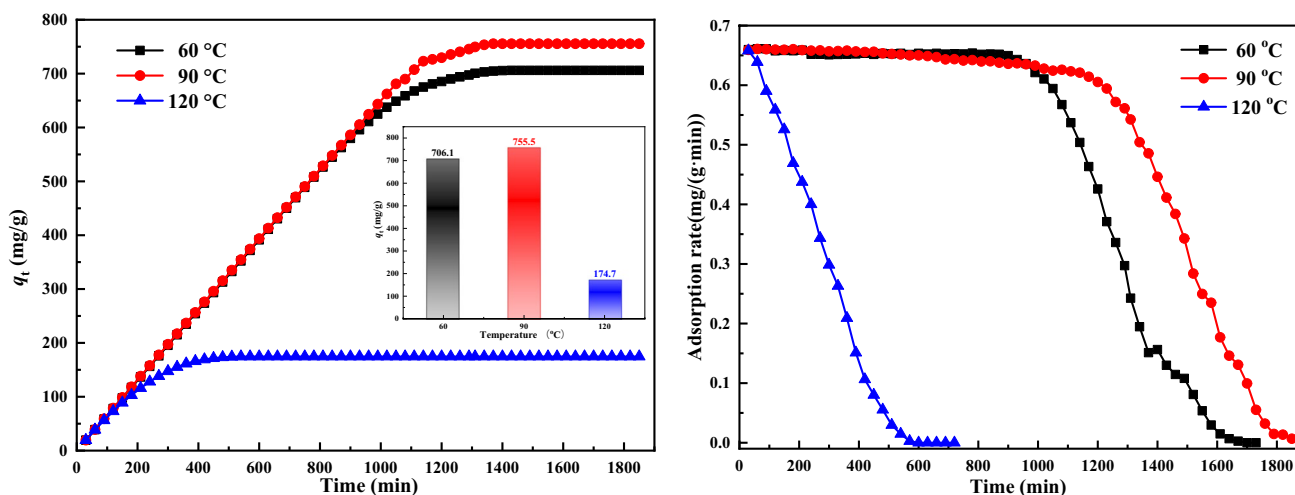 800
700
600
500
400
300
200
100
0
q_t (mg/g)
60 °C
90 °C
120 °C
0 200 400 600 800 1000 1200 1400 1600 1800
Time (min)
800
700
600
500
400
300
200
100
0
q_t (mg/g)
706.1
755.5
174.7
60 90 120
Temperature （°C）
0.7
0.6
0.5
0.4
0.3
0.2
0.1
0.0
Adsorption rate(mg/(g·min))
60 °C
90 °C
120 °C
0 200 400 600 800 1000 1200 1400 1600 1800
Time (min)